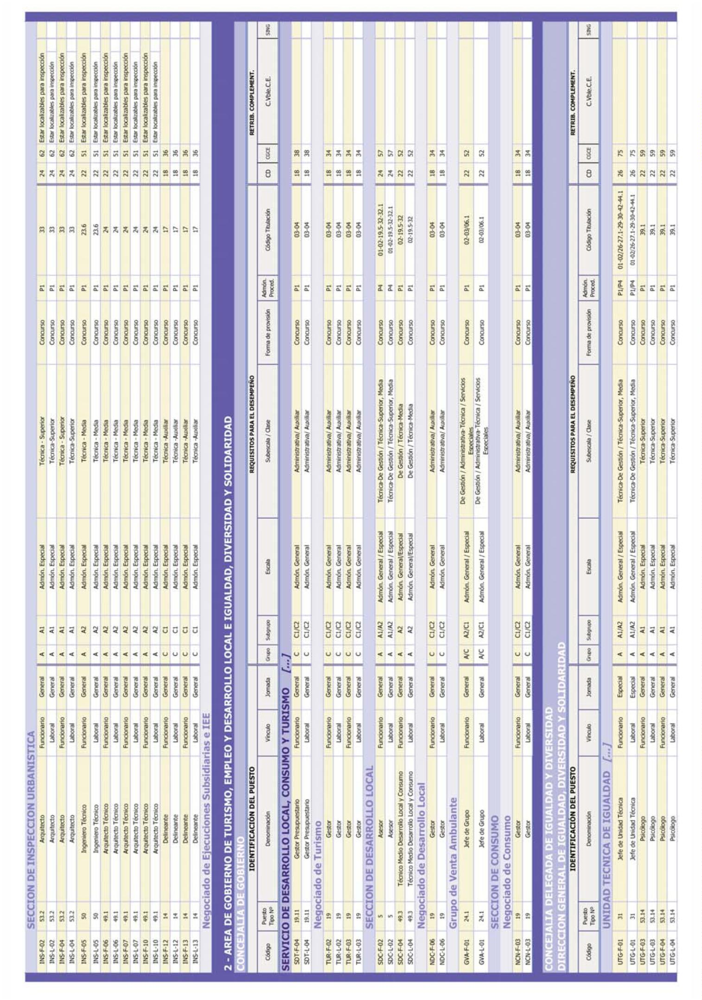 SECCION DE INSPECCION URBANISTICA
INS-F-02 53.2 Arquitecto Funcionario General A A1 Admón. Especial Técnica - Superior Concurso P1 33 24 62 Estar localizables para inspección
INS-L-02 53.2 Arquitecto Laboral General A A1 Admón. Especial Técnica-Superior Concurso P1 33 24 62 Estar localizables para inspección
INS-F-04 53.2 Arquitecto Funcionario General A A1 Admón. Especial Técnica - Superior Concurso P1 33 24 62 Estar localizables para inspección
INS-L-04 53.2 Arquitecto Laboral General A A1 Admón. Especial Técnica-Superior Concurso P1 33 24 62 Estar localizables para inspección
INS-F-05 50 Ingeniero Técnico Funcionario General A A2 Admón. Especial Técnica - Media Concurso P1 23.6 22 51 Estar localizables para inspección
INS-L-05 50 Ingeniero Técnico Laboral General A A2 Admón. Especial Técnica - Media Concurso P1 23.6 22 51 Estar localizables para inspección
INS-F-06 49.1 Arquitecto Técnico Funcionario General A A2 Admón. Especial Técnica - Media Concurso P1 24 22 51 Estar localizables para inspección
INS-L-06 49.1 Arquitecto Técnico Laboral General A A2 Admón. Especial Técnica - Media Concurso P1 24 22 51 Estar localizables para inspección
INS-F-07 49.1 Arquitecto Técnico Funcionario General A A2 Admón. Especial Técnica - Media Concurso P1 24 22 51 Estar localizables para inspección
INS-L-07 49.1 Arquitecto Técnico Laboral General A A2 Admón. Especial Técnica - Media Concurso P1 24 22 51 Estar localizables para inspección
INS-F-10 49.1 Arquitecto Técnico Funcionario General A A2 Admón. Especial Técnica - Media Concurso P1 24 22 51 Estar localizables para inspección
INS-L-10 49.1 Arquitecto Técnico Laboral General A A2 Admón. Especial Técnica - Media Concurso P1 24 22 51 Estar localizables para inspección
INS-F-12 14 Delineante Funcionario General C C1 Admón. Especial Técnica -Auxiliar Concurso P1 17 18 36
INS-L-12 14 Delineante Laboral General C C1 Admón. Especial Técnica -Auxiliar Concurso P1 17 18 36
INS-F-13 14 Delineante Funcionario General C C1 Admón. Especial Técnica -Auxiliar Concurso P1 17 18 36
INS-L-13 14 Delineante Laboral General C C1 Admón. Especial Técnica -Auxiliar Concurso P1 17 18 36
Negociado de Ejecuciones Subsidiarias e IEE
2 - AREA DE GOBIERNO DE TURISMO, EMPLEO Y DESARROLLO LOCAL E IGUALDAD, DIVERSIDAD Y SOLIDARIDAD
CONCEJALIA DE GOBIERNO
IDENTIFICACIÓN DEL PUESTO REQUISITOS PARA EL DESEMPEÑO RETRIB. COMPLEMENT.
Código Puesto Tipo Nº Denominación Vínculo Jornada Grupo Subgrupo Escala Subescala / Clase Forma de provisión Admón. Proced. Código Titulación CD CGCE C.Vble.C.E. SING
SERVICIO DE DESARROLLO LOCAL, CONSUMO Y TURISMO [...]
SDT-F-04 19.11 Gestor Presupuestario Funcionario General C C1/C2 Admón. General Administrativa/ Auxiliar Concurso P1 03-04 18 38
SDT-L-04 19.11 Gestor Presupuestario Laboral General C C1/C2 Admón. General Administrativa/ Auxiliar Concurso P1 03-04 18 38
Negociado de Turismo
TUR-F-02 19 Gestor Funcionario General C C1/C2 Admón. General Administrativa/ Auxiliar Concurso P1 03-04 18 34
TUR-L-02 19 Gestor Laboral General C C1/C2 Admón. General Administrativa/ Auxiliar Concurso P1 03-04 18 34
TUR-F-03 19 Gestor Funcionario General C C1/C2 Admón. General Administrativa/ Auxiliar Concurso P1 03-04 18 34
TUR-L-03 19 Gestor Laboral General C C1/C2 Admón. General Administrativa/ Auxiliar Concurso P1 03-04 18 34
SECCION DE DESARROLLO LOCAL
SDC-F-02 5 Asesor Funcionario General A A1/A2 Admón. General / Especial Técnica-De Gestión / Técnica-Superior, Media Concurso P4 01-02-19.5-32-32.1 24 57
SDC-L-02 5 Asesor Laboral General A A1/A2 Admón. General / Especial Técnica-De Gestión / Técnica-Superior, Media Concurso P4 01-02-19.5-32-32.1 24 57
SDC-F-04 49.3 Técnico Medio Desarrollo Local y Consumo Funcionario General A A2 Admón. General/Especial De Gestión / Técnica-Media Concurso P1 02-19.5-32 22 52
SDC-L-04 49.3 Técnico Medio Desarrollo Local y Consumo Laboral General A A2 Admón. General/Especial De Gestión / Técnica-Media Concurso P1 02-19.5-32 22 52
Negociado de Desarrollo Local
NDC-F-06 19 Gestor Funcionario General C C1/C2 Admón. General Administrativa/ Auxiliar Concurso P1 03-04 18 34
NDC-L-06 19 Gestor Laboral General C C1/C2 Admón. General Administrativa/ Auxiliar Concurso P1 03-04 18 34
Grupo de Venta Ambulante
GVA-F-01 24.1 Jefe de Grupo Funcionario General A/C A2/C1 Admón. General / Especial De Gestión / Administrativa- Técnica / Servicios Especiales Concurso P1 02-03/06.1 22 52
GVA-L-01 24.1 Jefe de Grupo Laboral General A/C A2/C1 Admón. General / Especial De Gestión / Administrativa- Técnica / Servicios Especiales Concurso P1 02-03/06.1 22 52
SECCION DE CONSUMO
Negociado de Consumo
NCN-F-03 19 Gestor Funcionario General C C1/C2 Admón. General Administrativa/ Auxiliar Concurso P1 03-04 18 34
NCN-L-03 19 Gestor Laboral General C C1/C2 Admón. General Administrativa/ Auxiliar Concurso P1 03-04 18 34
CONCEJALIA DELEGADA DE IGUALDAD Y DIVERSIDAD
DIRECCION GENERAL DE IGUALDAD, DIVERSIDAD Y SOLIDARIDAD
IDENTIFICACIÓN DEL PUESTO REQUISITOS PARA EL DESEMPEÑO RETRIB. COMPLEMENT.
Código Puesto Tipo Nº Denominación Vínculo Jornada Grupo Subgrupo Escala Subescala / Clase Forma de provisión Admón. Proced. Código Titulación CD CGCE C.Vble.C.E. SING
UNIDAD TECNICA DE IGUALDAD [...]
UTG-F-01 31 Jefe de Unidad Técnica Funcionario Especial A A1/A2 Admón. General / Especial Técnica-De Gestión / Técnica-Superior, Media Concurso P1/P4 01-02/26-27.1-29-30-42-44.1 26 75
UTG-L-01 31 Jefe de Unidad Técnica Laboral Especial A A1/A2 Admón. General / Especial Técnica-De Gestión / Técnica-Superior, Media Concurso P1/P4 01-02/26-27.1-29-30-42-44.1 26 75
UTG-F-03 53.14 Psicólogo Funcionario General A A1 Admón. Especial Técnica-Superior Concurso P1 39.1 22 59
UTG-L-03 53.14 Psicólogo Laboral General A A1 Admón. Especial Técnica-Superior Concurso P1 39.1 22 59
UTG-F-04 53.14 Psicólogo Funcionario General A A1 Admón. Especial Técnica-Superior Concurso P1 39.1 22 59
UTG-L-04 53.14 Psicólogo Laboral General A A1 Admón. Especial Técnica-Superior Concurso P1 39.1 22 59